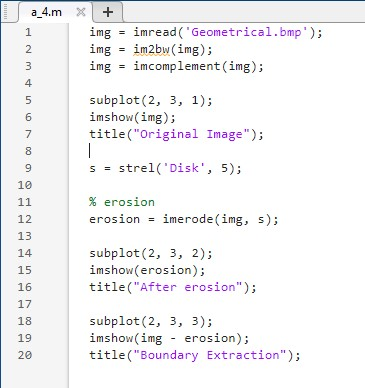 a_4.m × +
1 img = imread('Geometrical.bmp');
2 img = im2bw(img);
3 img = imcomplement(img);
4
5 subplot(2, 3, 1);
6 imshow(img);
7 title("Original Image");
8
9 s = strel('Disk', 5);
10
11 % erosion
12 erosion = imerode(img, s);
13
14 subplot(2, 3, 2);
15 imshow(erosion);
16 title("After erosion");
17
18 subplot(2, 3, 3);
19 imshow(img - erosion);
20 title("Boundary Extraction");